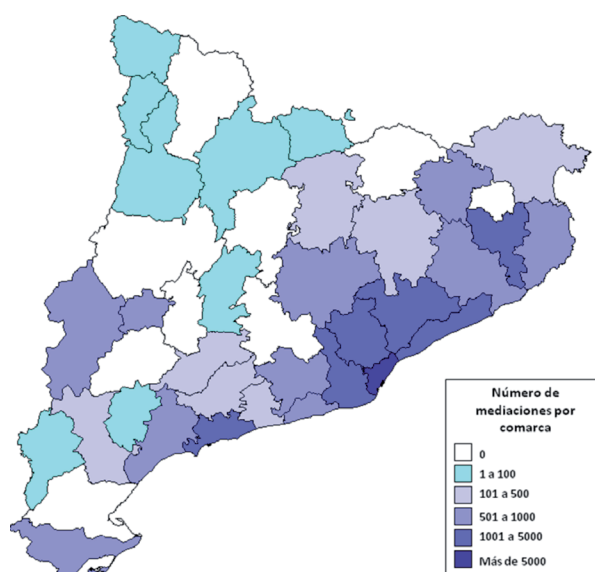 Número de
mediaciones por
comarca
0
1 a 100
101 a 500
501 a 1000
1001 a 5000
Más de 5000